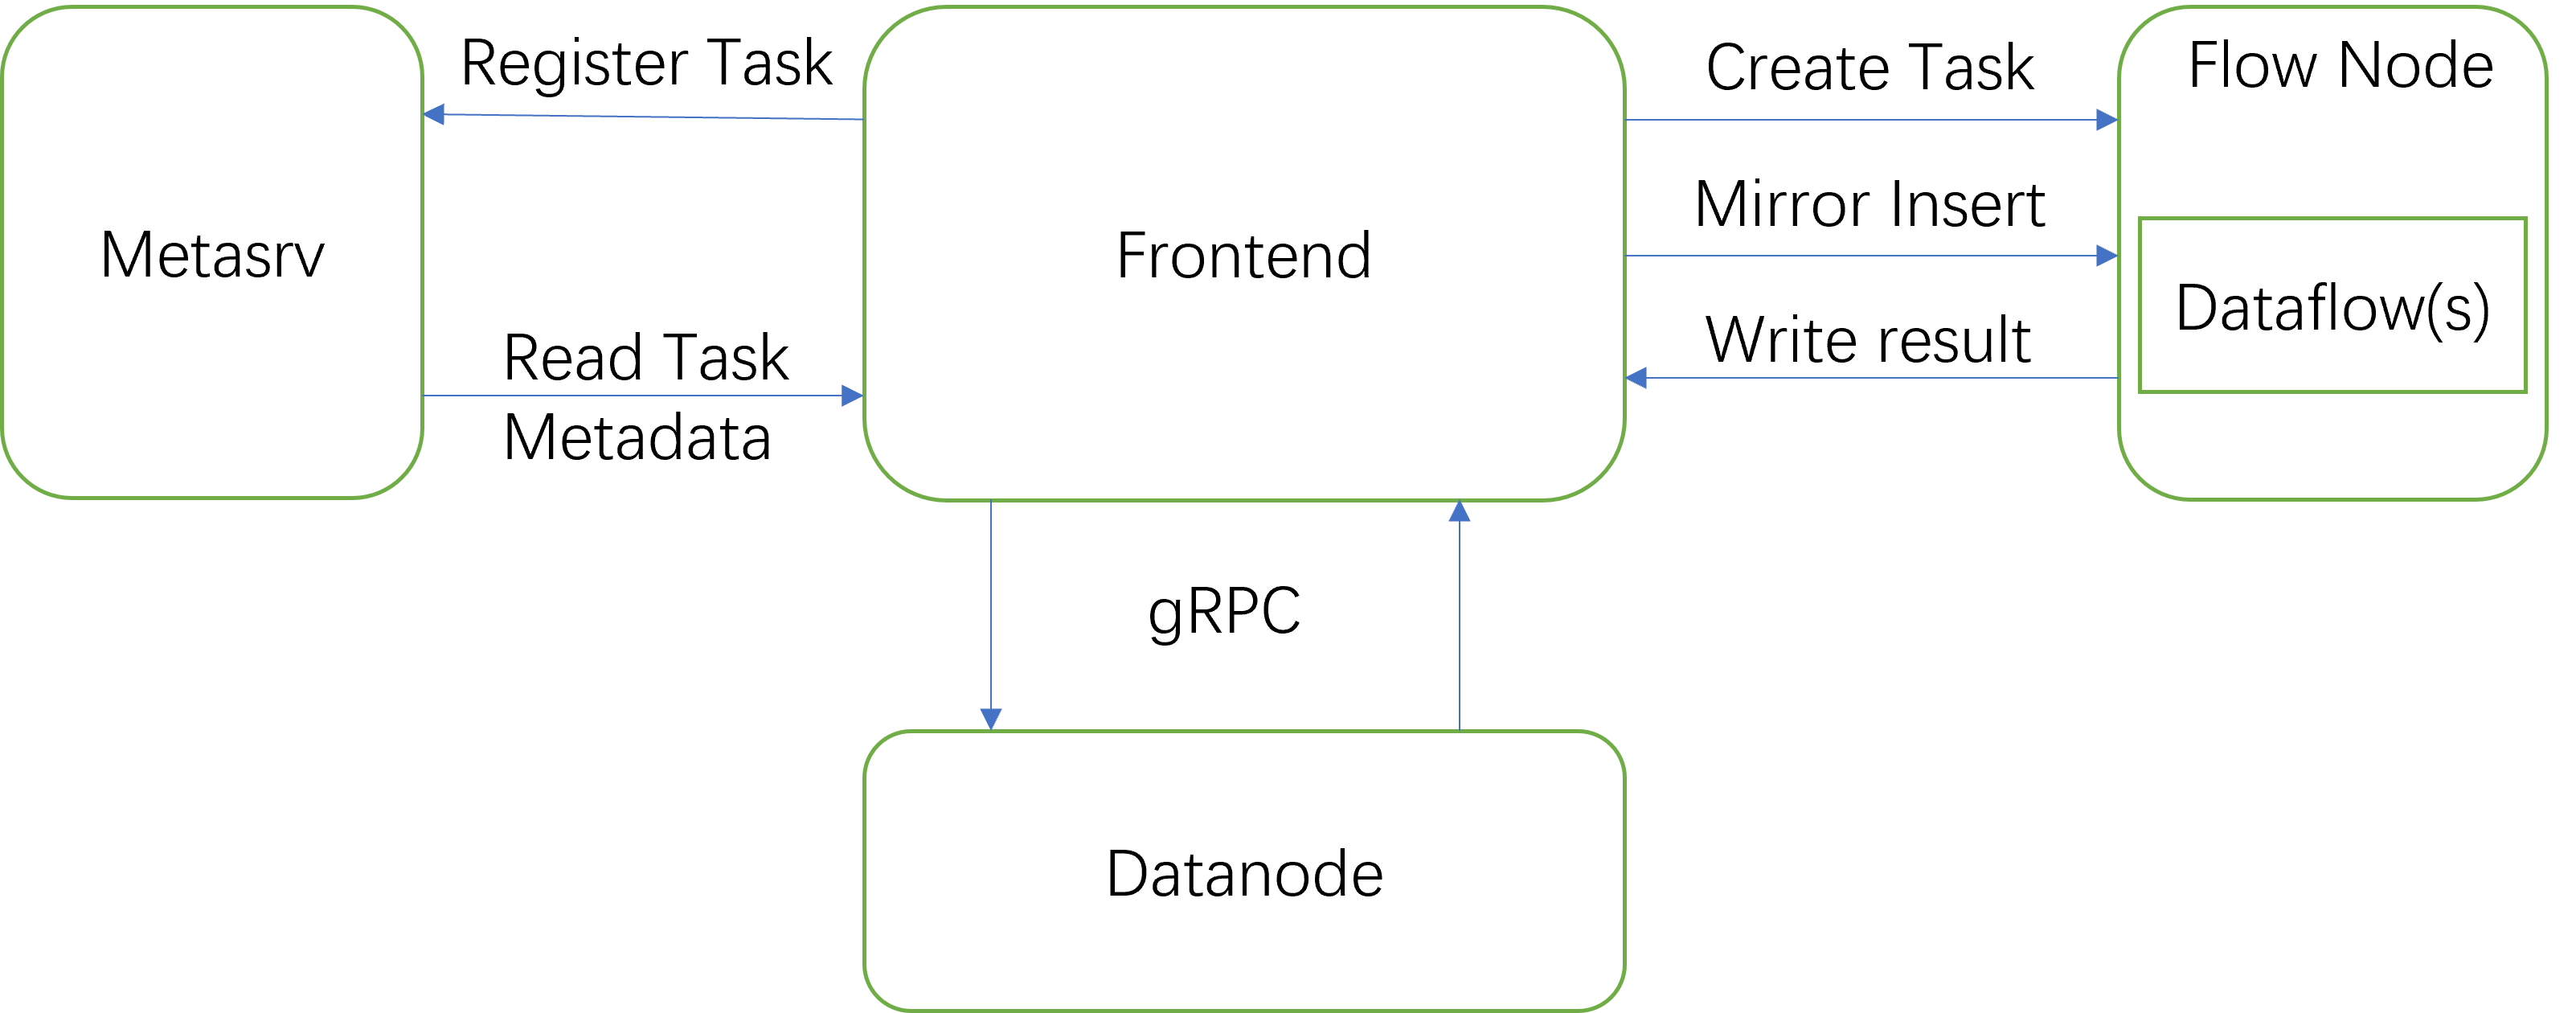 Metasrv
Register Task
Read Task
Metadata
Frontend
Create Task
Mirror Insert
Write result
Flow Node
Dataflow(s)
gRPC
Datanode